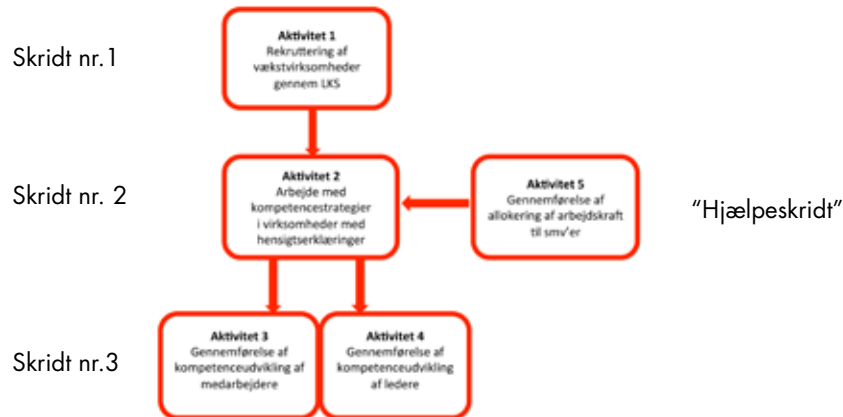 Skridt nr.1
Aktivitet 1
Rekruttering af
vækstvirksomheder
gennem LKS
Skridt nr. 2
Aktivitet 2
Arbejde med
kompetencestrategier
i virksomheder med
hensigtserklæringer
Aktivitet 5
Gennemførelse af
allokering af arbejdskraft
til smv'er
"Hjælpeskridt"
Skridt nr.3
Aktivitet 3
Gennemførelse af
kompetenceudvikling af
medarbejdere
Aktivitet 4
Gennemførelse af
kompetenceudvikling
af ledere